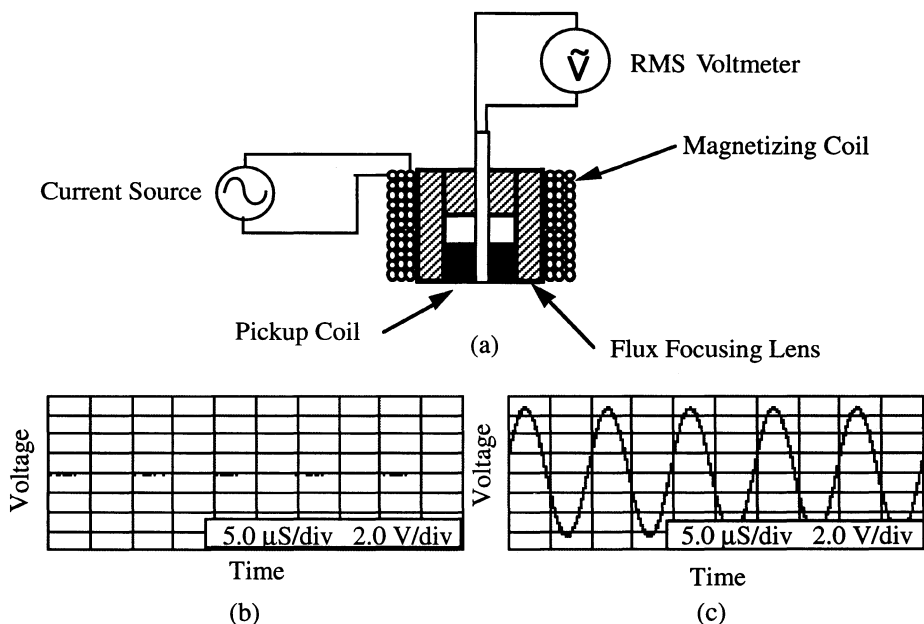 Ṽ
RMS Voltmeter
Magnetizing Coil
Current Source
Pickup Coil
(a)
Flux Focusing Lens
Voltage
5.0 μS/div 2.0 V/div
Time
(b)
Voltage
5.0 μS/div 2.0 V/div
Time
(c)